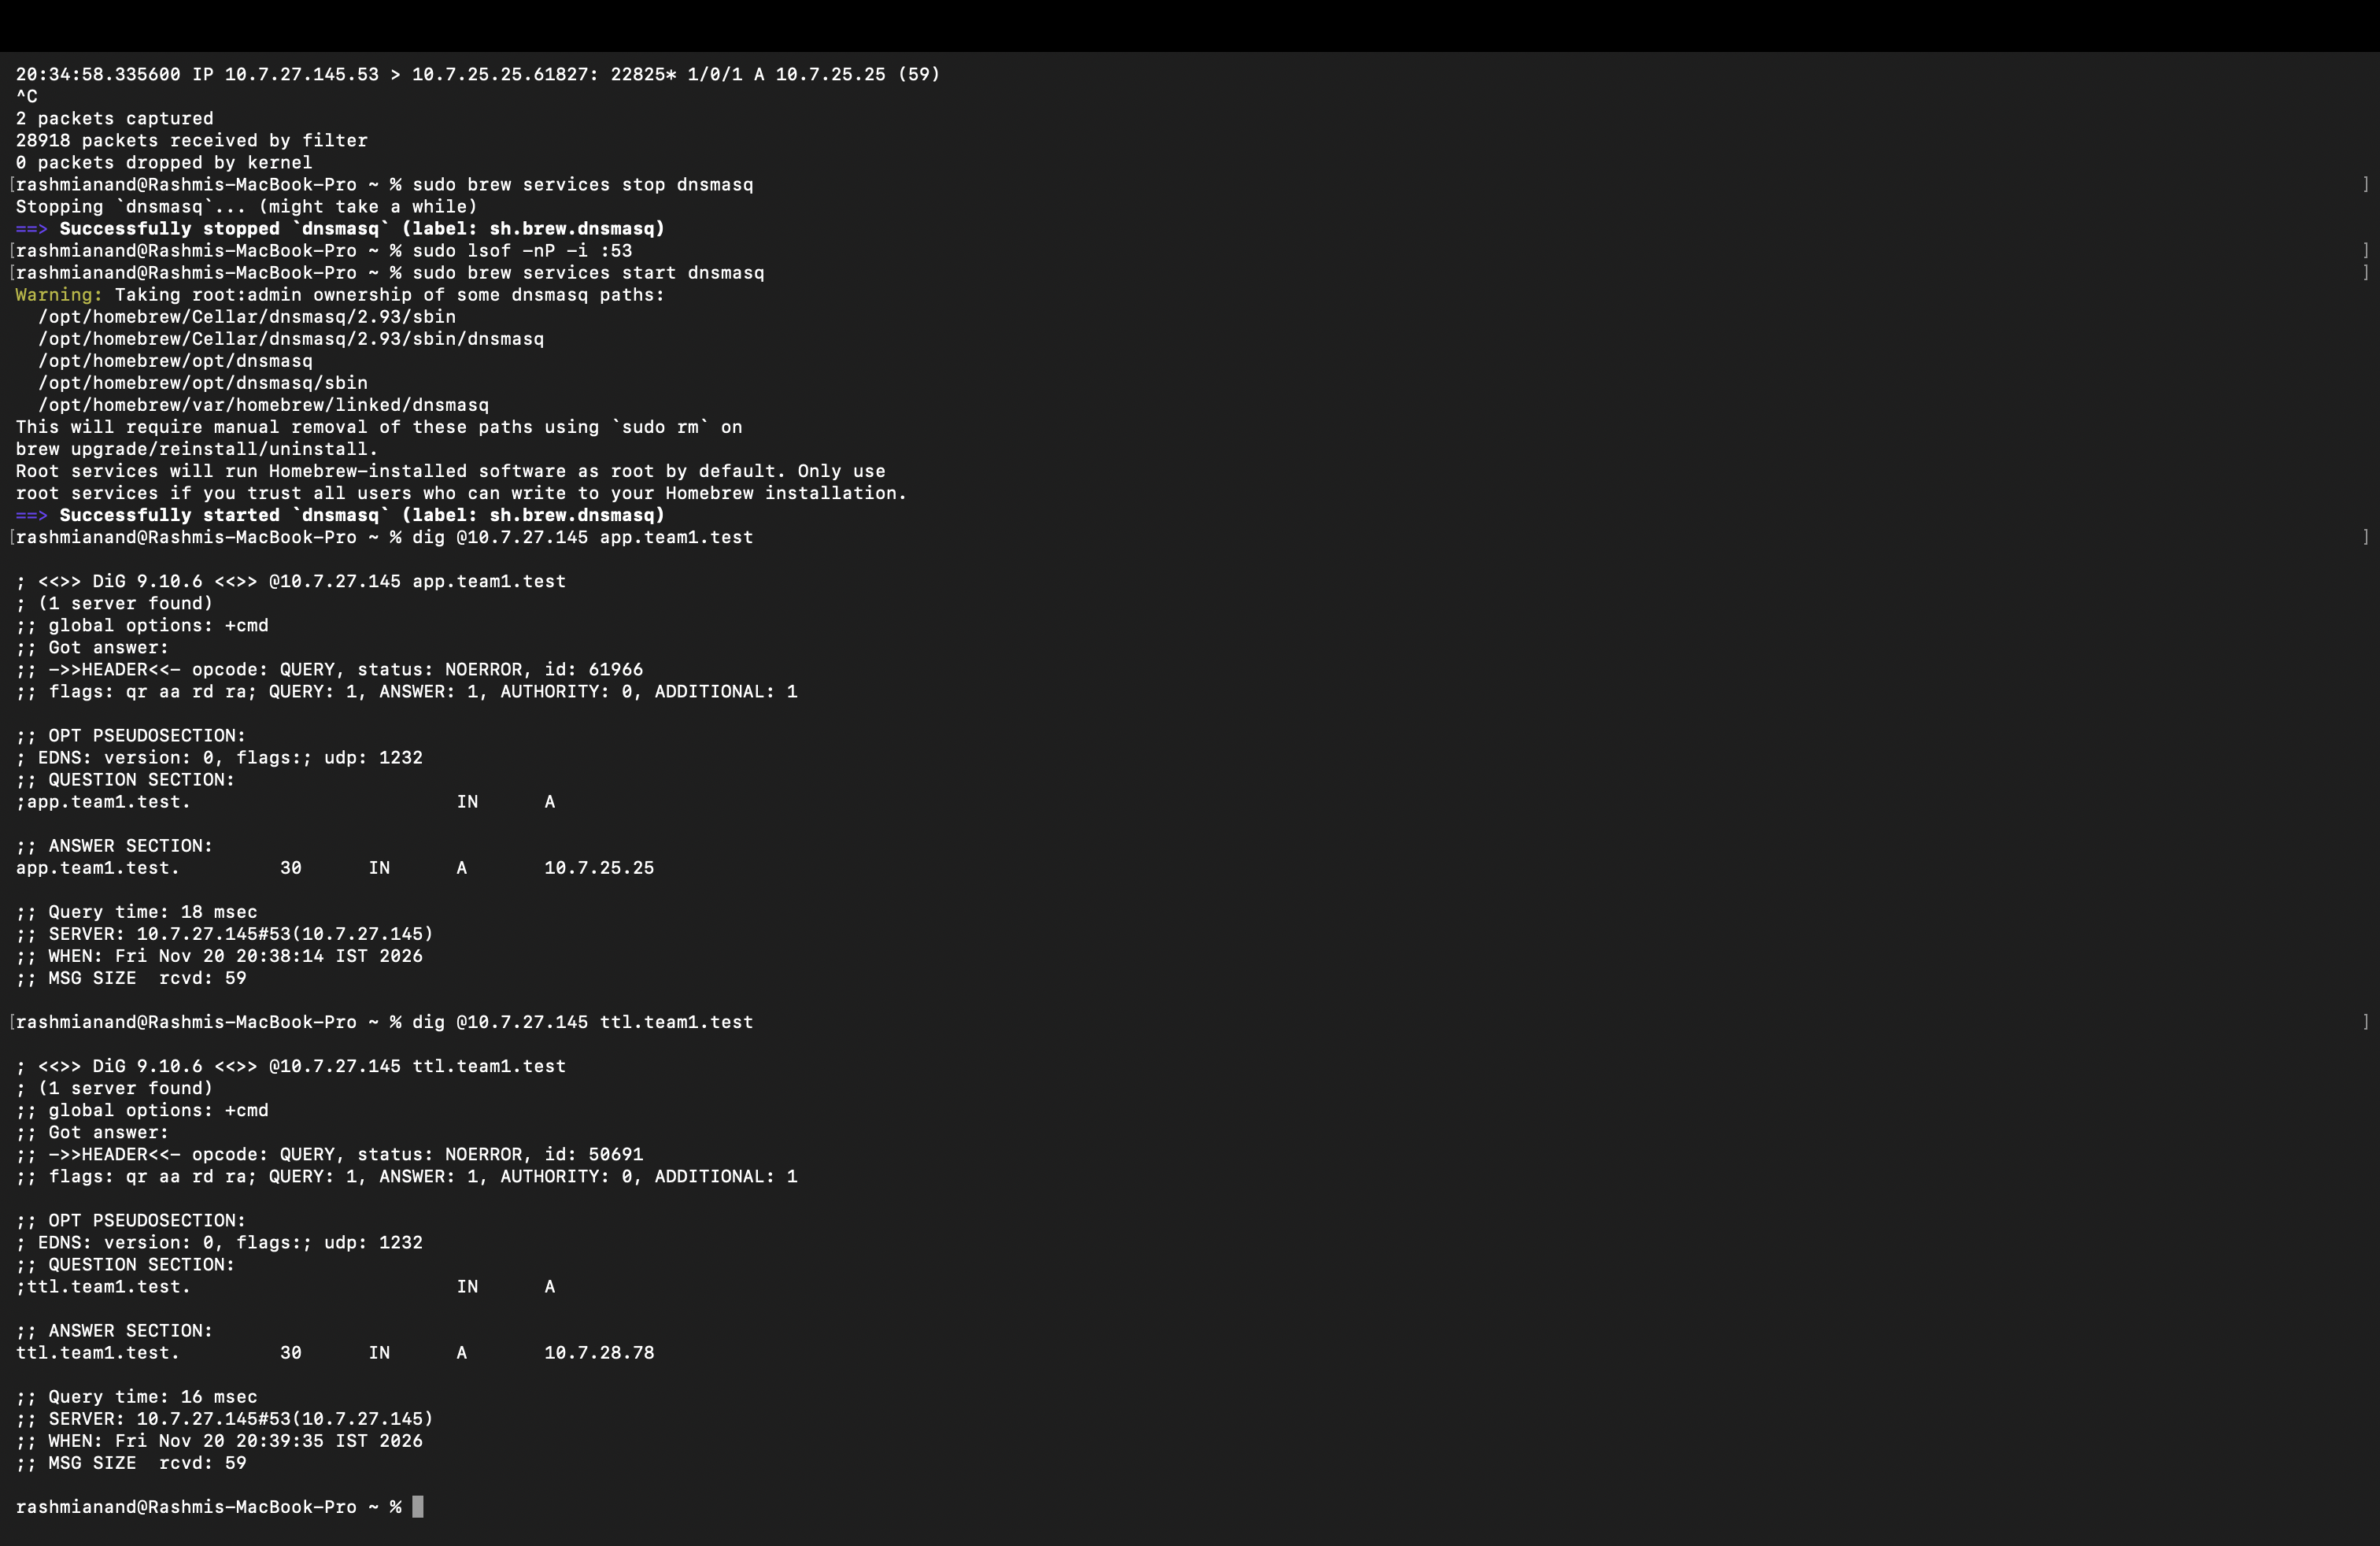 20:34:58.335600 IP 10.7.27.145.53 > 10.7.25.25.61827: 22825* 1/0/1 A 10.7.25.25 (59)
^C
2 packets captured
28918 packets received by filter
0 packets dropped by kernel
[rashmianand@Rashmis-MacBook-Pro ~ % sudo brew services stop dnsmasq ]
Stopping `dnsmasq`... (might take a while)
==> Successfully stopped `dnsmasq` (label: sh.brew.dnsmasq)
[rashmianand@Rashmis-MacBook-Pro ~ % sudo lsof -nP -i :53 ]
[rashmianand@Rashmis-MacBook-Pro ~ % sudo brew services start dnsmasq ]
Warning: Taking root:admin ownership of some dnsmasq paths:
  /opt/homebrew/Cellar/dnsmasq/2.93/sbin
  /opt/homebrew/Cellar/dnsmasq/2.93/sbin/dnsmasq
  /opt/homebrew/opt/dnsmasq
  /opt/homebrew/opt/dnsmasq/sbin
  /opt/homebrew/var/homebrew/linked/dnsmasq
This will require manual removal of these paths using `sudo rm` on
brew upgrade/reinstall/uninstall.
Root services will run Homebrew-installed software as root by default. Only use
root services if you trust all users who can write to your Homebrew installation.
==> Successfully started `dnsmasq` (label: sh.brew.dnsmasq)
[rashmianand@Rashmis-MacBook-Pro ~ % dig @10.7.27.145 app.team1.test ]

; <<>> DiG 9.10.6 <<>> @10.7.27.145 app.team1.test
; (1 server found)
;; global options: +cmd
;; Got answer:
;; ->>HEADER<<- opcode: QUERY, status: NOERROR, id: 61966
;; flags: qr aa rd ra; QUERY: 1, ANSWER: 1, AUTHORITY: 0, ADDITIONAL: 1

;; OPT PSEUDOSECTION:
; EDNS: version: 0, flags:; udp: 1232
;; QUESTION SECTION:
;app.team1.test. IN A

;; ANSWER SECTION:
app.team1.test. 30 IN A 10.7.25.25

;; Query time: 18 msec
;; SERVER: 10.7.27.145#53(10.7.27.145)
;; WHEN: Fri Nov 20 20:38:14 IST 2026
;; MSG SIZE  rcvd: 59

[rashmianand@Rashmis-MacBook-Pro ~ % dig @10.7.27.145 ttl.team1.test ]

; <<>> DiG 9.10.6 <<>> @10.7.27.145 ttl.team1.test
; (1 server found)
;; global options: +cmd
;; Got answer:
;; ->>HEADER<<- opcode: QUERY, status: NOERROR, id: 50691
;; flags: qr aa rd ra; QUERY: 1, ANSWER: 1, AUTHORITY: 0, ADDITIONAL: 1

;; OPT PSEUDOSECTION:
; EDNS: version: 0, flags:; udp: 1232
;; QUESTION SECTION:
;ttl.team1.test. IN A

;; ANSWER SECTION:
ttl.team1.test. 30 IN A 10.7.28.78

;; Query time: 16 msec
;; SERVER: 10.7.27.145#53(10.7.27.145)
;; WHEN: Fri Nov 20 20:39:35 IST 2026
;; MSG SIZE  rcvd: 59

rashmianand@Rashmis-MacBook-Pro ~ %